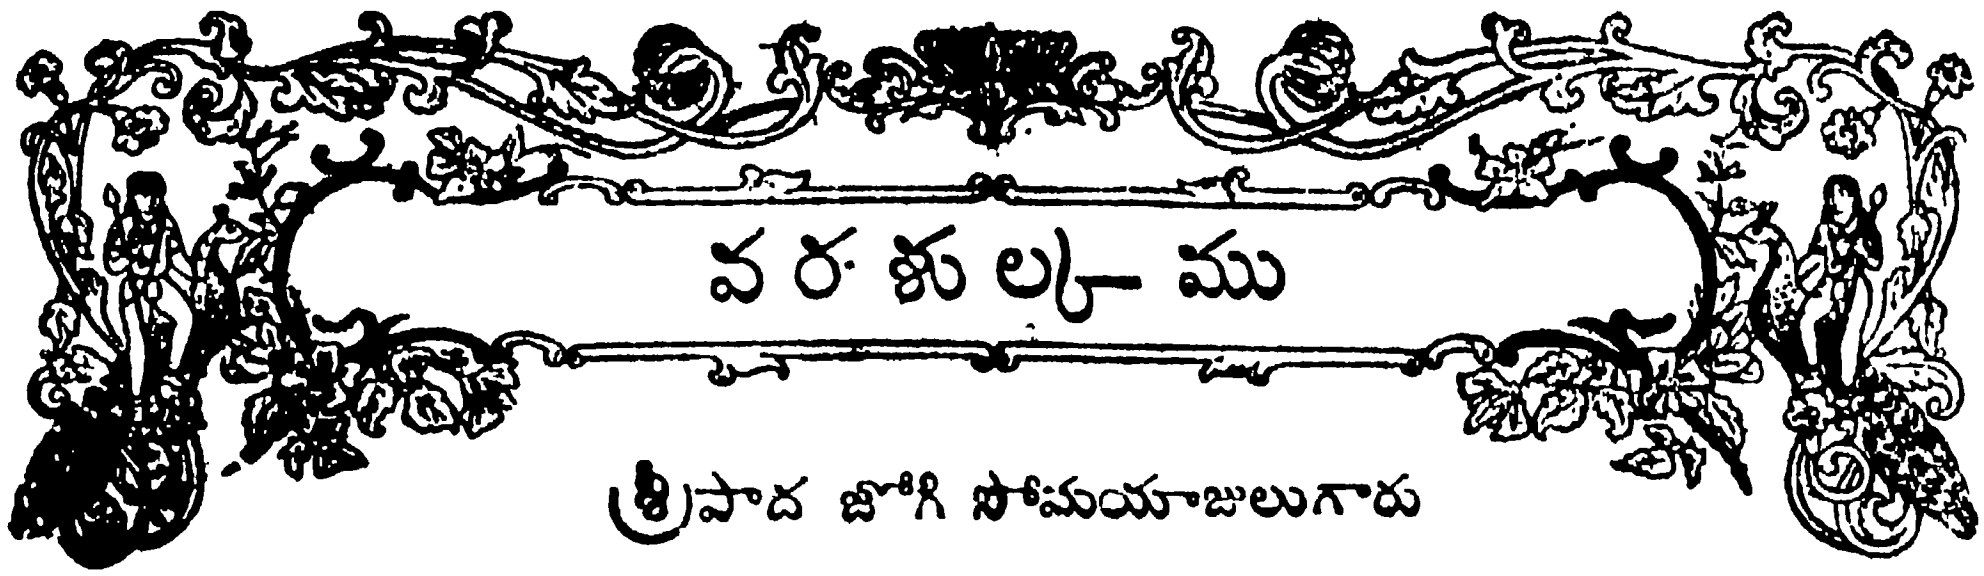 వరశుల్కము
శ్రీపాద జోగి సోమయాజులుగారు